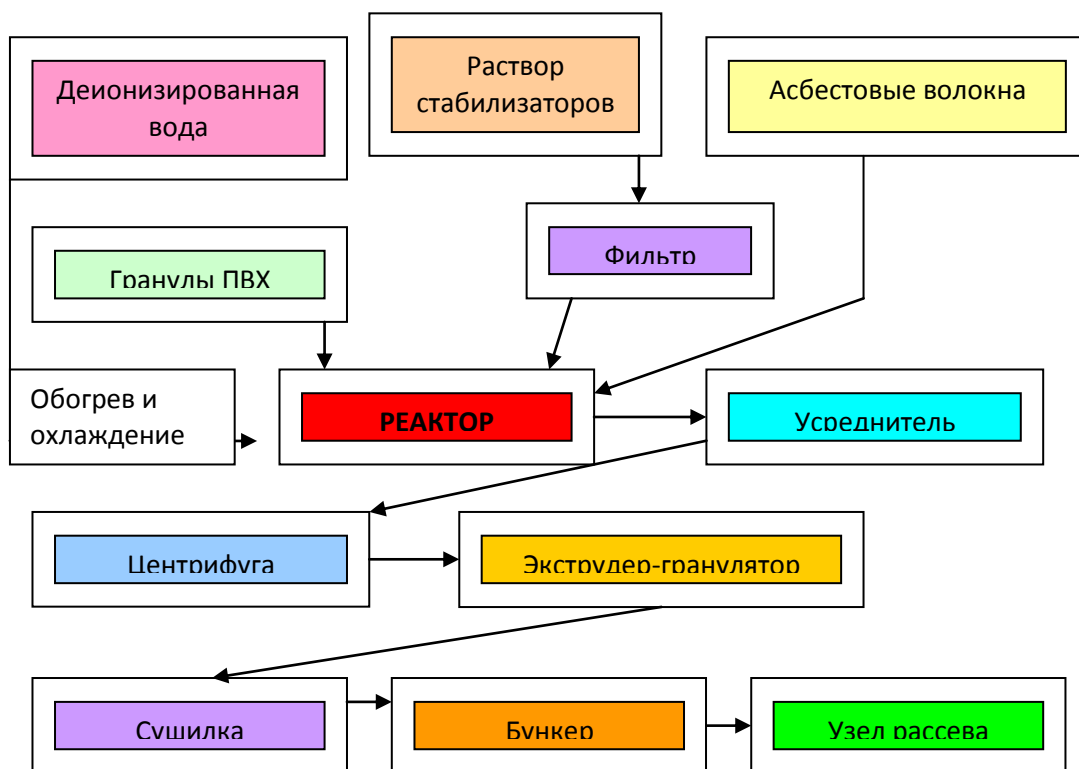 Деионизированная
вода
Раствор
стабилизаторов
Асбестовые волокна
Гранулы ПВХ
Фильтр
Обогрев и
охлаждение
РЕАКТОР
Усреднитель
Центрифуга
Экструдер-гранулятор
Сушилка
Бункер
Узел рассева